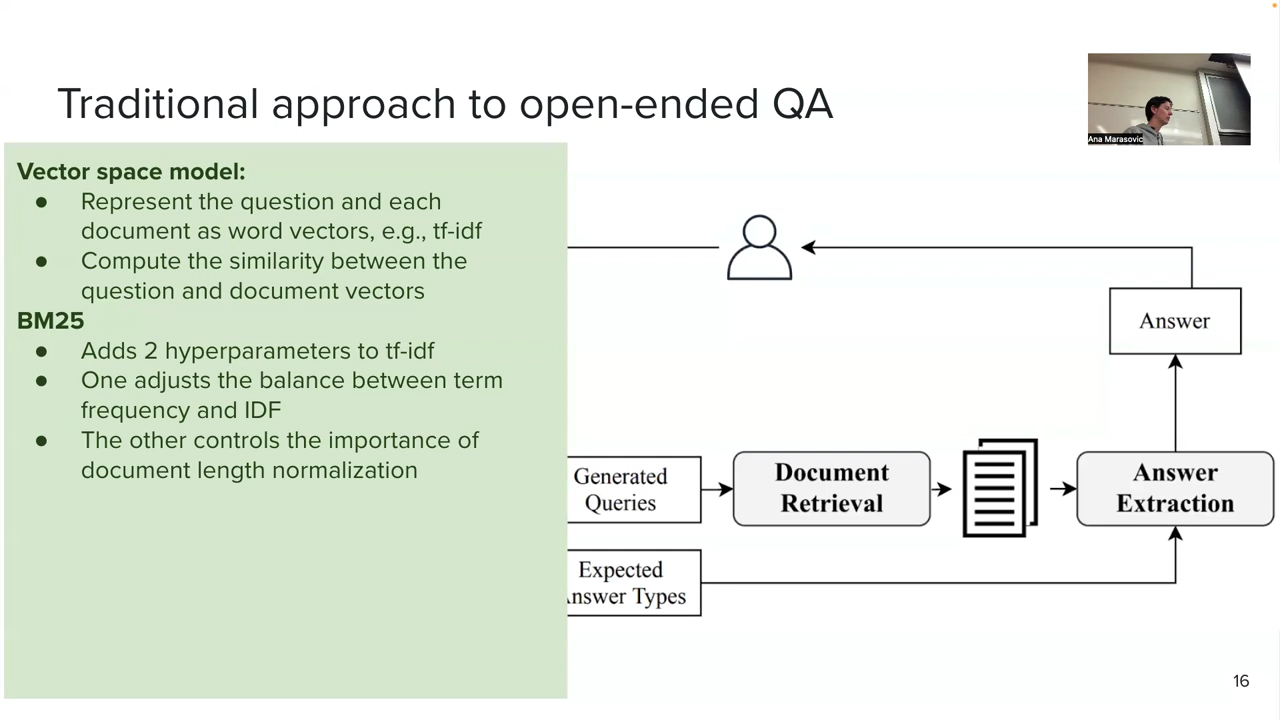 Traditional approach to open-ended QA
Ana Marasovic
Vector space model:
● Represent the question and each
document as word vectors, e.g., tf-idf
● Compute the similarity between the
question and document vectors
BM25
● Adds 2 hyperparameters to tf-idf
● One adjusts the balance between term
frequency and IDF
● The other controls the importance of
document length normalization
Answer
Generated
Queries
Document
Retrieval
Answer
Extraction
Expected
Answer Types
16